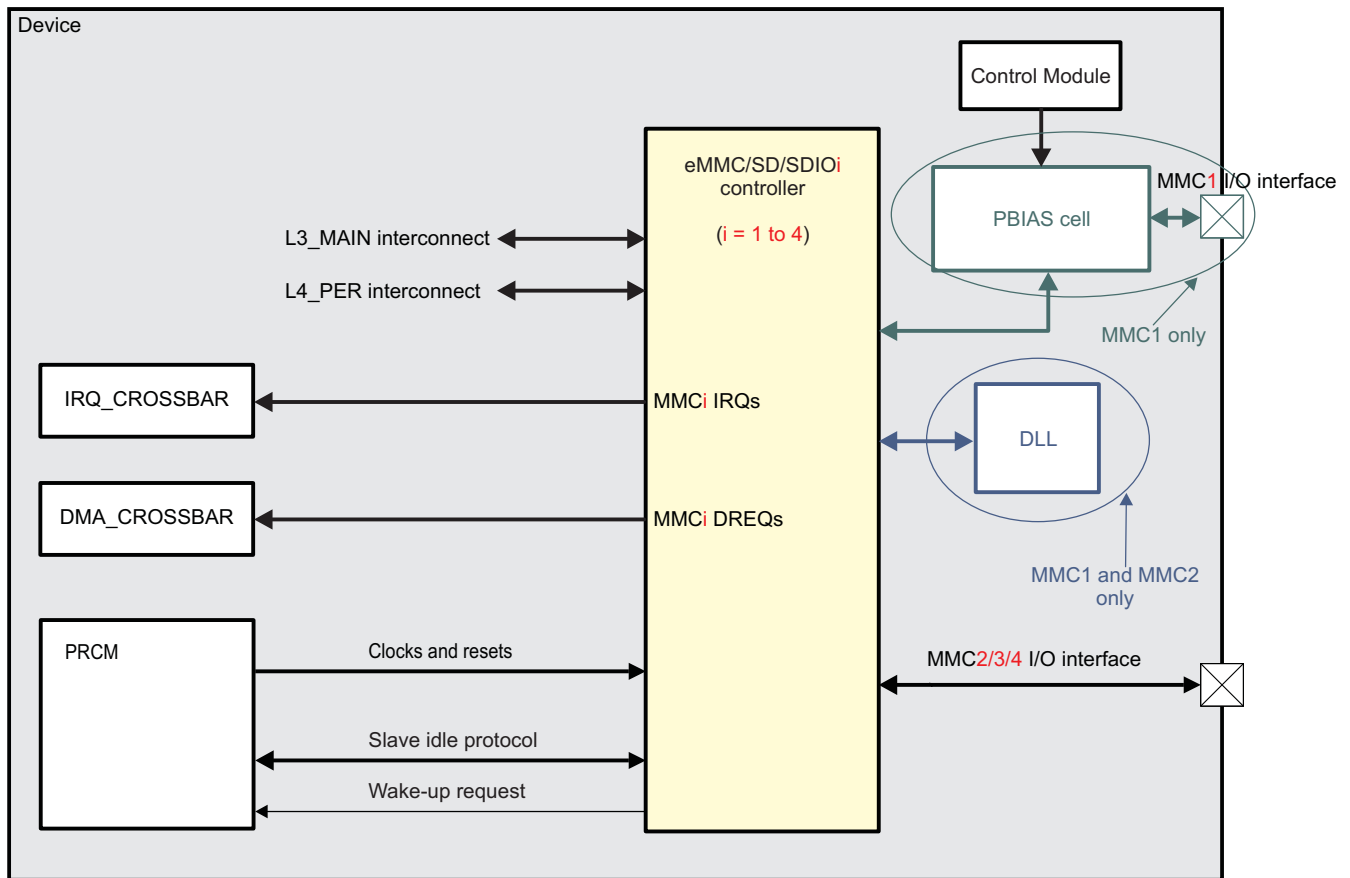 Device
Control Module
eMMC/SD/SDIOi
controller
(i = 1 to 4)
MMC1 I/O interface
PBIAS cell
L3_MAIN interconnect
L4_PER interconnect
MMC1 only
IRQ_CROSSBAR
MMCi IRQs
DLL
DMA_CROSSBAR
MMCi DREQs
MMC1 and MMC2
only
PRCM
Clocks and resets
MMC2/3/4 I/O interface
Slave idle protocol
Wake-up request